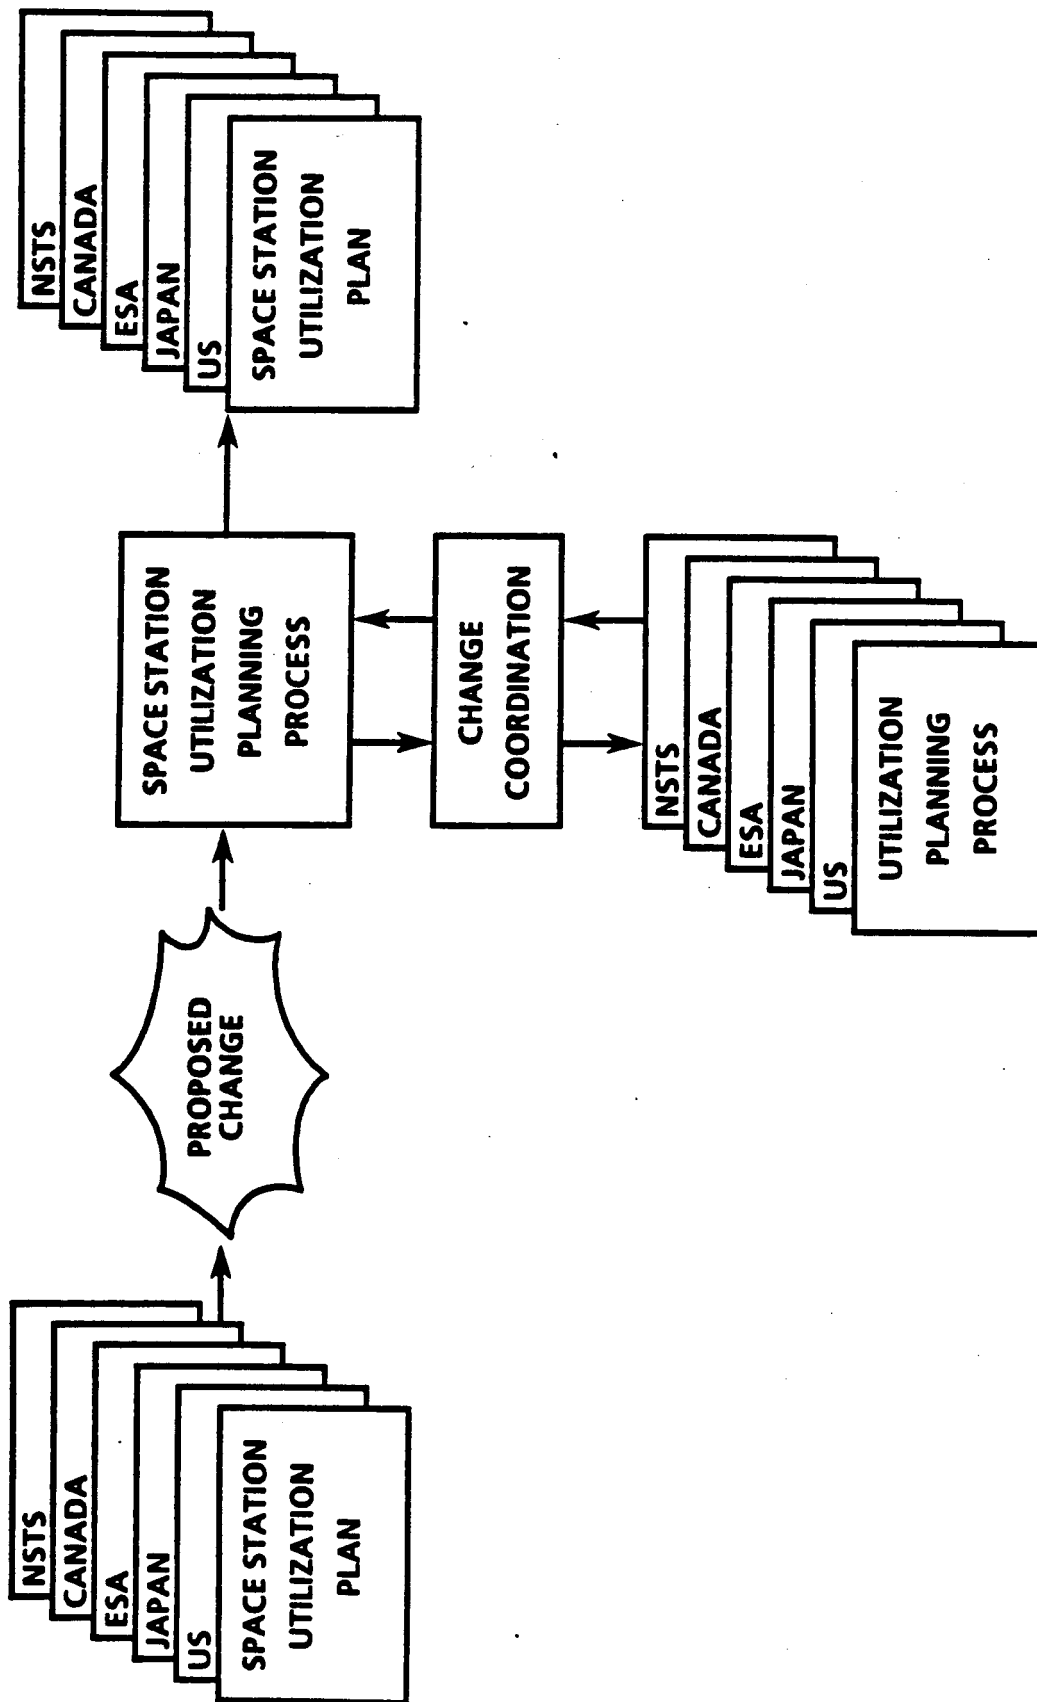 NSTS
CANADA
ESA
JAPAN
US
SPACE STATION
UTILIZATION
PLAN
PROPOSED
CHANGE
SPACE STATION
UTILIZATION
PLANNING
PROCESS
CHANGE
COORDINATION
NSTS
CANADA
ESA
JAPAN
US
UTILIZATION
PLANNING
PROCESS
NSTS
CANADA
ESA
JAPAN
US
SPACE STATION
UTILIZATION
PLAN